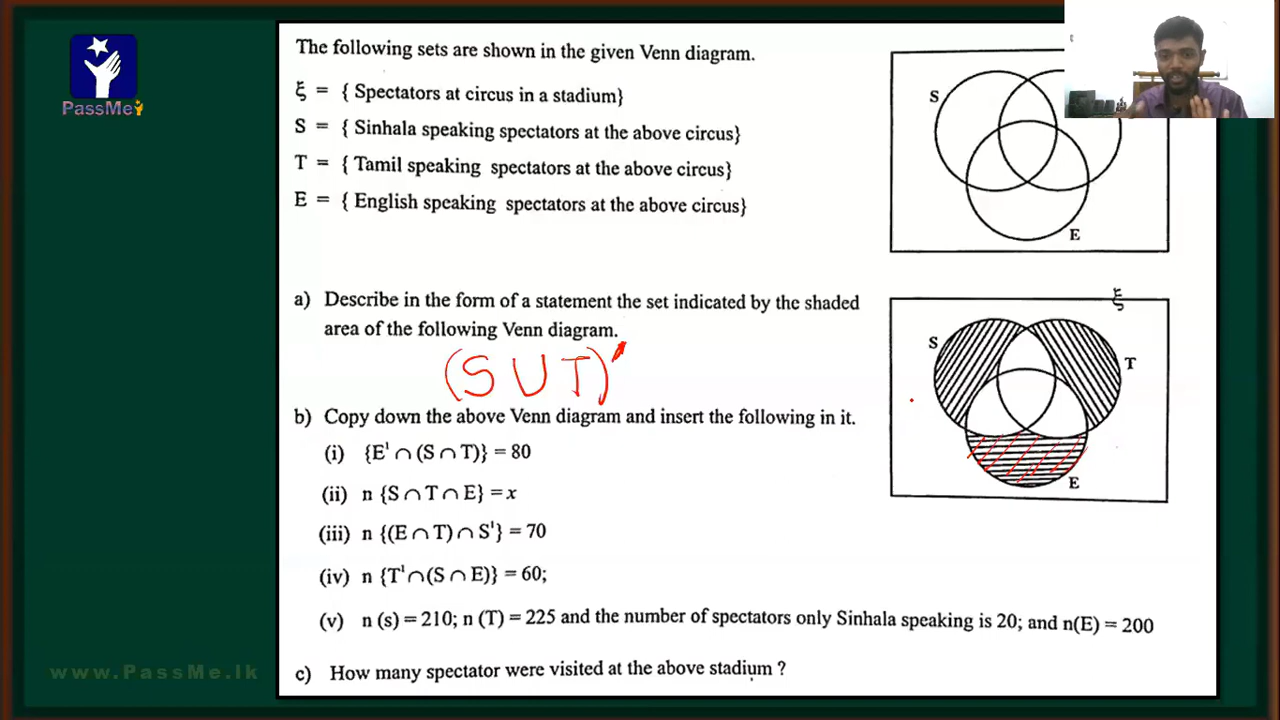 PassMe
The following sets are shown in the given Venn diagram.
ξ = { Spectators at circus in a stadium}
S = { Sinhala speaking spectators at the above circus}
T = { Tamil speaking spectators at the above circus}
E = { English speaking spectators at the above circus}
S
E
a) Describe in the form of a statement the set indicated by the shaded
area of the following Venn diagram.
(S U T)'
ξ
S
T
E
b) Copy down the above Venn diagram and insert the following in it.
(i) {E' ∩ (S ∩ T)} = 80
(ii) n {S ∩ T ∩ E} = x
(iii) n {(E ∩ T) ∩ S'} = 70
(iv) n {T' ∩ (S ∩ E)} = 60;
(v) n (s) = 210; n (T) = 225 and the number of spectators only Sinhala speaking is 20; and n(E) = 200
c) How many spectator were visited at the above stadium ?
www.PassMe.lk